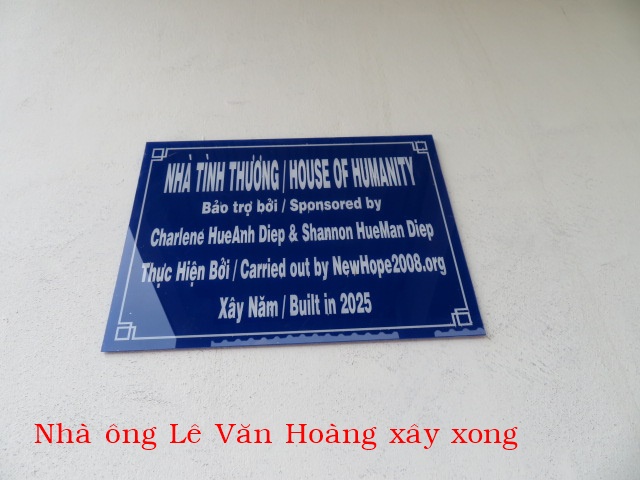 NHÀ TÌNH THƯƠNG / HOUSE OF HUMANITY
Bảo trợ bởi / Sponsored by
Charlene HueAnh Diep & Shannon HueMan Diep
Thực Hiện Bởi / Carried out by NewHope2008.org
Xây Năm / Built in 2025
Nhà ông Lê Văn Hoàng xây xong